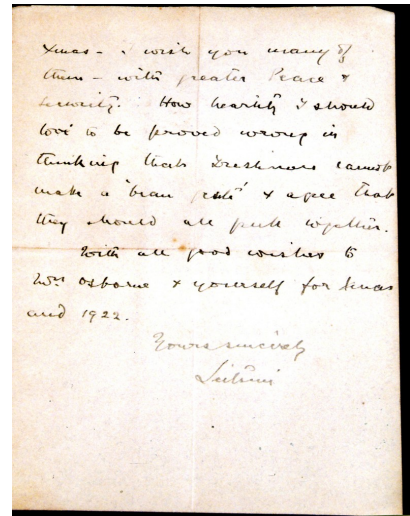 Xmas - I wish you many of
them - with greater Peace &
security. How heartily I should
love to be proved wrong in
thinking that Irishmen cannot
make a 'bean & agree that
they should all pull together.
With all good wishes to
Mrs Osborne & yourself for Xmas
and 1922.
Yours sincerely